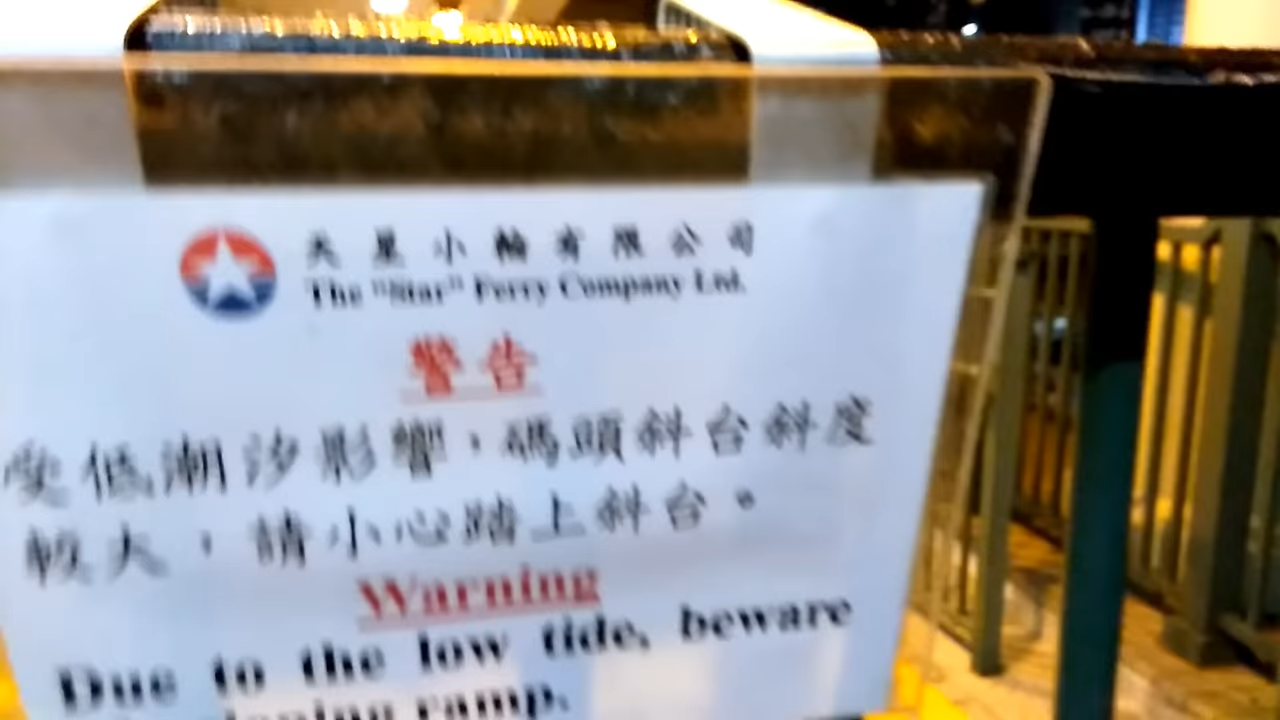 天星小輪有限公司
The "Star" Ferry Company Ltd.
警告
受低潮汐影響，碼頭斜台斜度
較大，請小心踏上斜台。
Warning
Due to the low tide, beware
ramp.